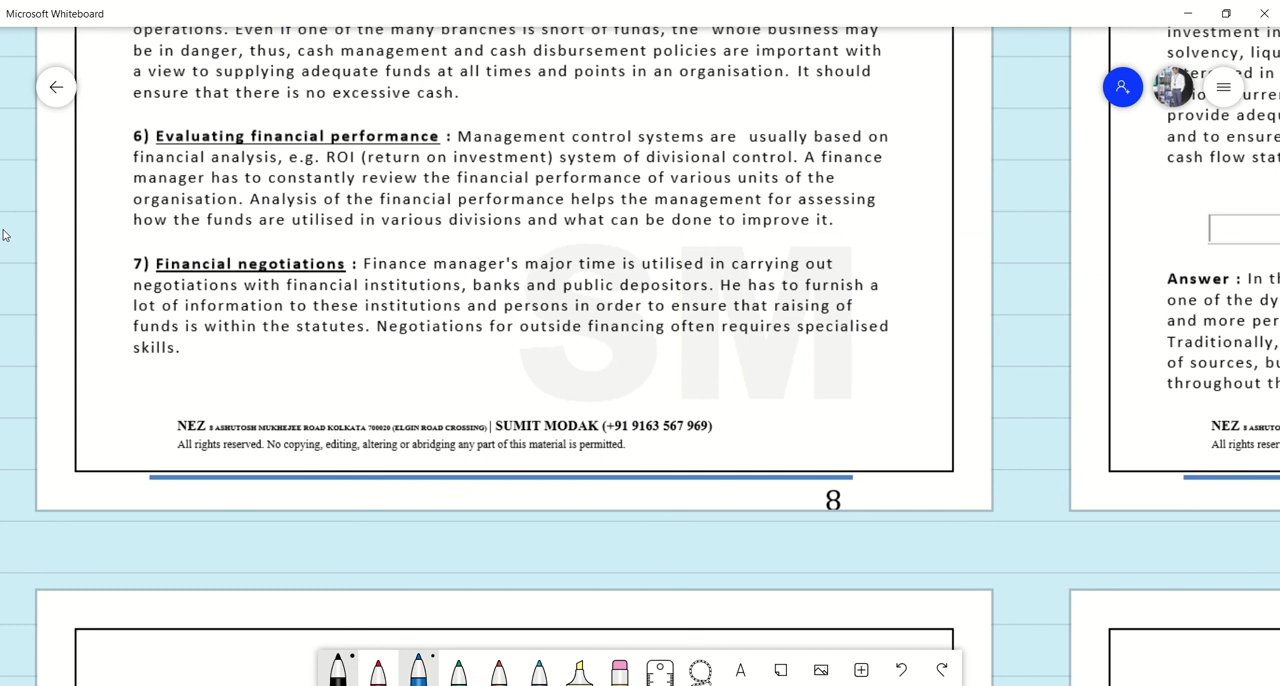 Microsoft Whiteboard
operations. Even if one of the many branches is short of funds, the whole business may
be in danger, thus, cash management and cash disbursement policies are important with
a view to supplying adequate funds at all times and points in an organisation. It should
ensure that there is no excessive cash.
6) Evaluating financial performance : Management control systems are usually based on
financial analysis, e.g. ROI (return on investment) system of divisional control. A finance
manager has to constantly review the financial performance of various units of the
organisation. Analysis of the financial performance helps the management for assessing
how the funds are utilised in various divisions and what can be done to improve it.
7) Financial negotiations : Finance manager's major time is utilised in carrying out
negotiations with financial institutions, banks and public depositors. He has to furnish a
lot of information to these institutions and persons in order to ensure that raising of
funds is within the statutes. Negotiations for outside financing often requires specialised
skills.
SM
NEZ 8 ASHUTOSH MUKHEJEE ROAD KOLKATA 700020 (ELGIN ROAD CROSSING) | SUMIT MODAK (+91 9163 567 969)
All rights reserved. No copying, editing, altering or abridging any part of this material is permitted.
8
investment in
solvency, liqu
ed in
urre
provide adequ
and to ensure
cash flow stat
Answer : In th
one of the dy
and more per
Traditionally,
of sources, bu
throughout th
NEZ 8 ASHUTO
All rights reser
A